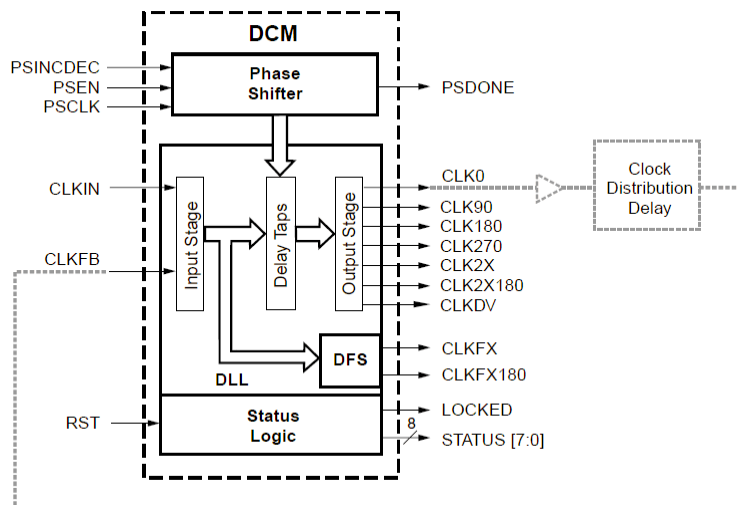 DCM
PSINCDEC
PSEN
PSCLK
Phase
Shifter
PSDONE
CLKIN
CLKFB
Input Stage
Delay Taps
Output Stage
CLK0
CLK90
CLK180
CLK270
CLK2X
CLK2X180
CLKDV
Clock
Distribution
Delay
DFS
CLKFX
CLKFX180
DLL
RST
Status
Logic
LOCKED
8
STATUS [7:0]